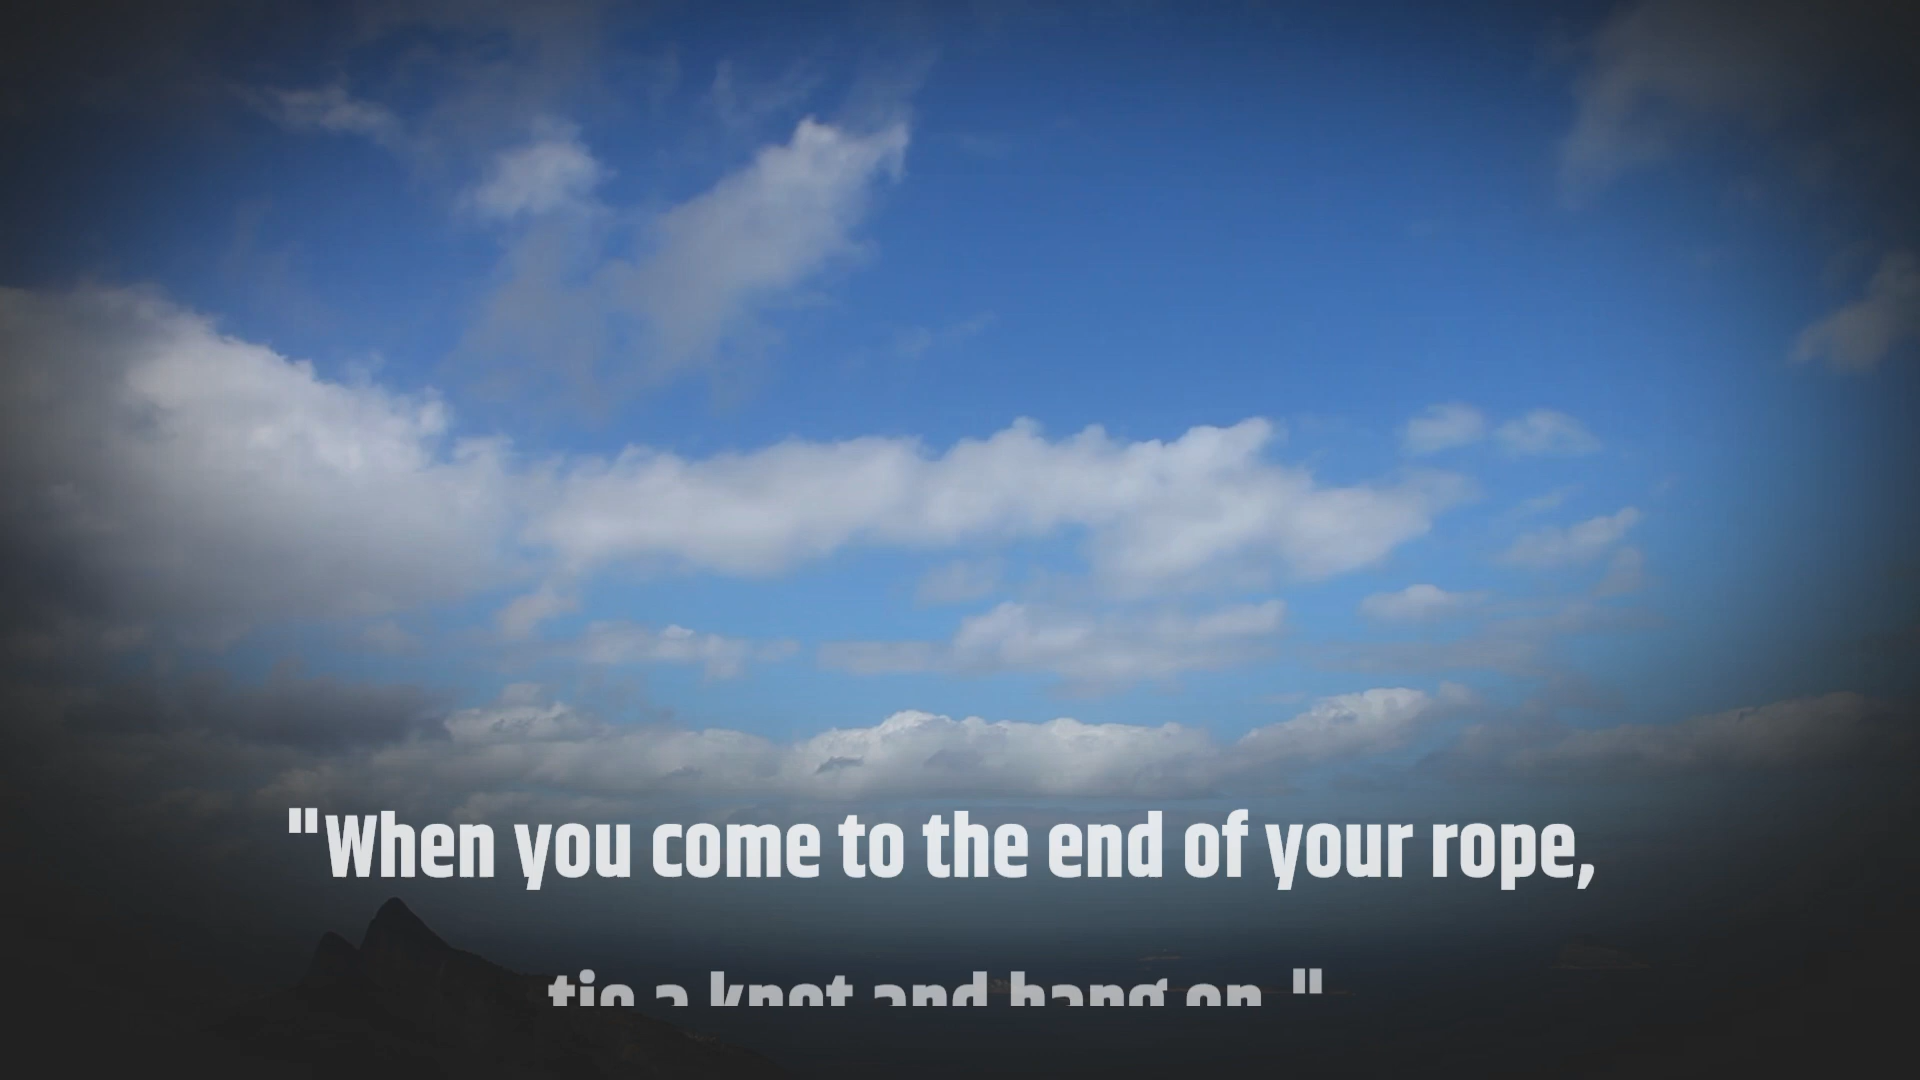 "When you come to the end of your rope,
tie a knot and hang on."